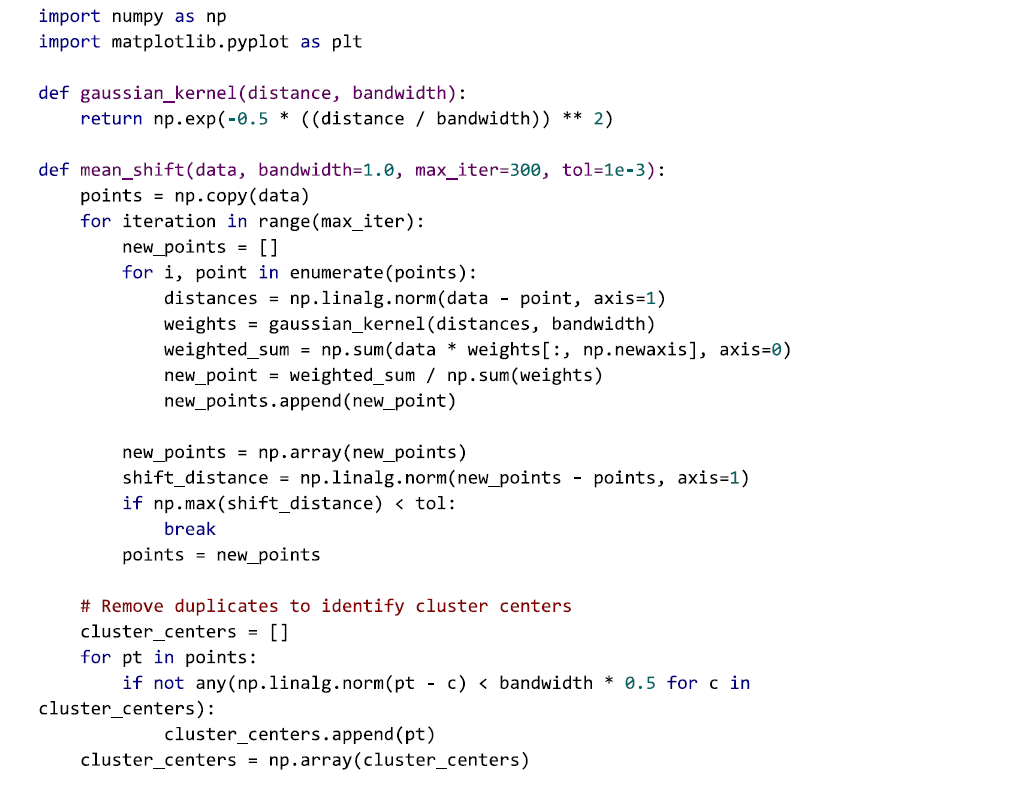 import numpy as np
import matplotlib.pyplot as plt

def gaussian_kernel(distance, bandwidth):
    return np.exp(-0.5 * ((distance / bandwidth)) ** 2)

def mean_shift(data, bandwidth=1.0, max_iter=300, tol=1e-3):
    points = np.copy(data)
    for iteration in range(max_iter):
        new_points = []
        for i, point in enumerate(points):
            distances = np.linalg.norm(data - point, axis=1)
            weights = gaussian_kernel(distances, bandwidth)
            weighted_sum = np.sum(data * weights[:, np.newaxis], axis=0)
            new_point = weighted_sum / np.sum(weights)
            new_points.append(new_point)

        new_points = np.array(new_points)
        shift_distance = np.linalg.norm(new_points - points, axis=1)
        if np.max(shift_distance) < tol:
            break
        points = new_points

    # Remove duplicates to identify cluster centers
    cluster_centers = []
    for pt in points:
        if not any(np.linalg.norm(pt - c) < bandwidth * 0.5 for c in
cluster_centers):
            cluster_centers.append(pt)
    cluster_centers = np.array(cluster_centers)